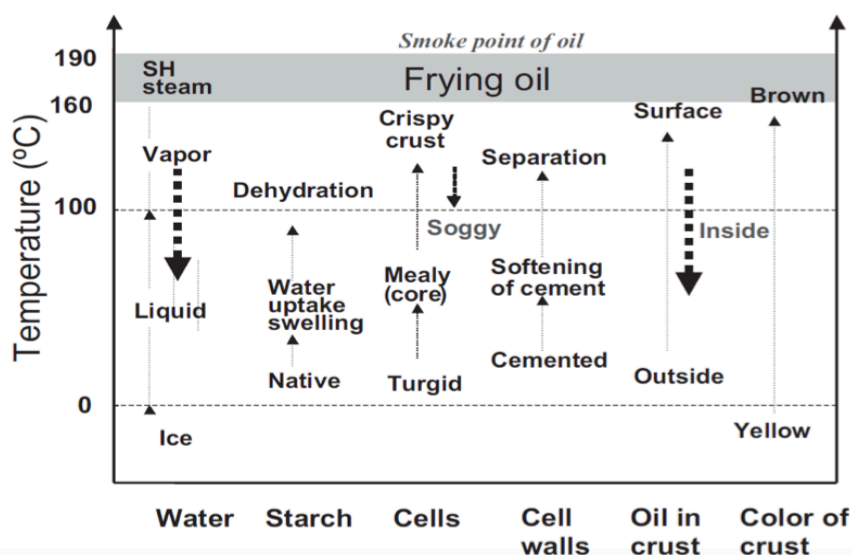 Smoke point of oil
190
SH
steam
Frying oil
160
Surface
Brown
Crispy
crust
Vapor
Separation
Dehydration
100
Soggy
Inside
Temperature (ºC)
Water
uptake
swelling
Mealy
(core)
Softening
of cement
Liquid
Native
Turgid
Cemented
Outside
0
Ice
Yellow
Water
Starch
Cells
Cell
walls
Oil in
crust
Color of
crust